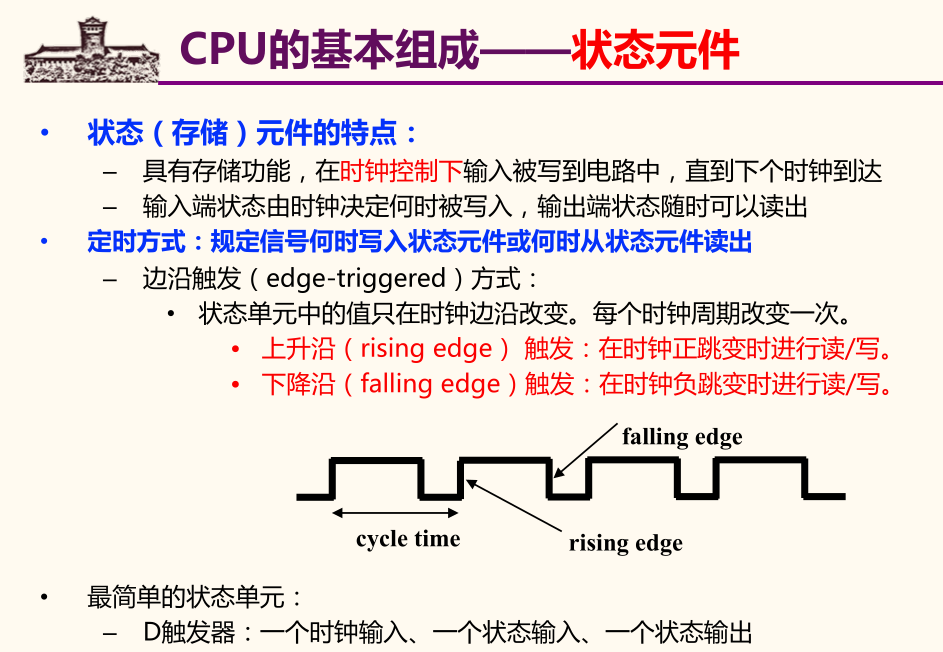 CPU的基本组成——状态元件
• 状态（存储）元件的特点：
– 具有存储功能，在时钟控制下输入被写到电路中，直到下个时钟到达
– 输入端状态由时钟决定何时被写入，输出端状态随时可以读出
• 定时方式：规定信号何时写入状态元件或何时从状态元件读出
– 边沿触发（edge-triggered）方式：
• 状态单元中的值只在时钟边沿改变。每个时钟周期改变一次。
• 上升沿（rising edge） 触发：在时钟正跳变时进行读/写。
• 下降沿（falling edge）触发：在时钟负跳变时进行读/写。
falling edge
cycle time
rising edge
• 最简单的状态单元：
– D触发器：一个时钟输入、一个状态输入、一个状态输出